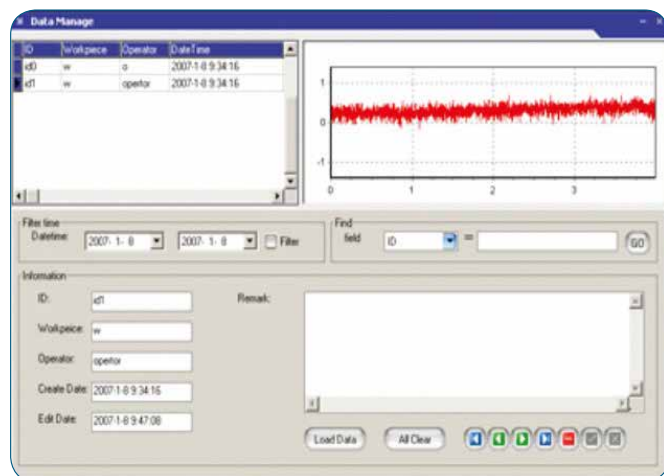 Data Manage
ID Workpiece Operator DateTime
id0 w o 2007-1-8 9:34:16
id1 w opertor 2007-1-8 9:34:16
1
0
-1
0 1 2 3
Filter time
Datetime: 2007- 1- 8 2007- 1- 8 Filter
Find
field ID = GO
Information
ID: id1
Remark:
Workpeice: w
Operator: opertor
Create Date: 2007-1-8 9:34:16
Edit Date: 2007-1-8 9:47:08
Load Data All Clear